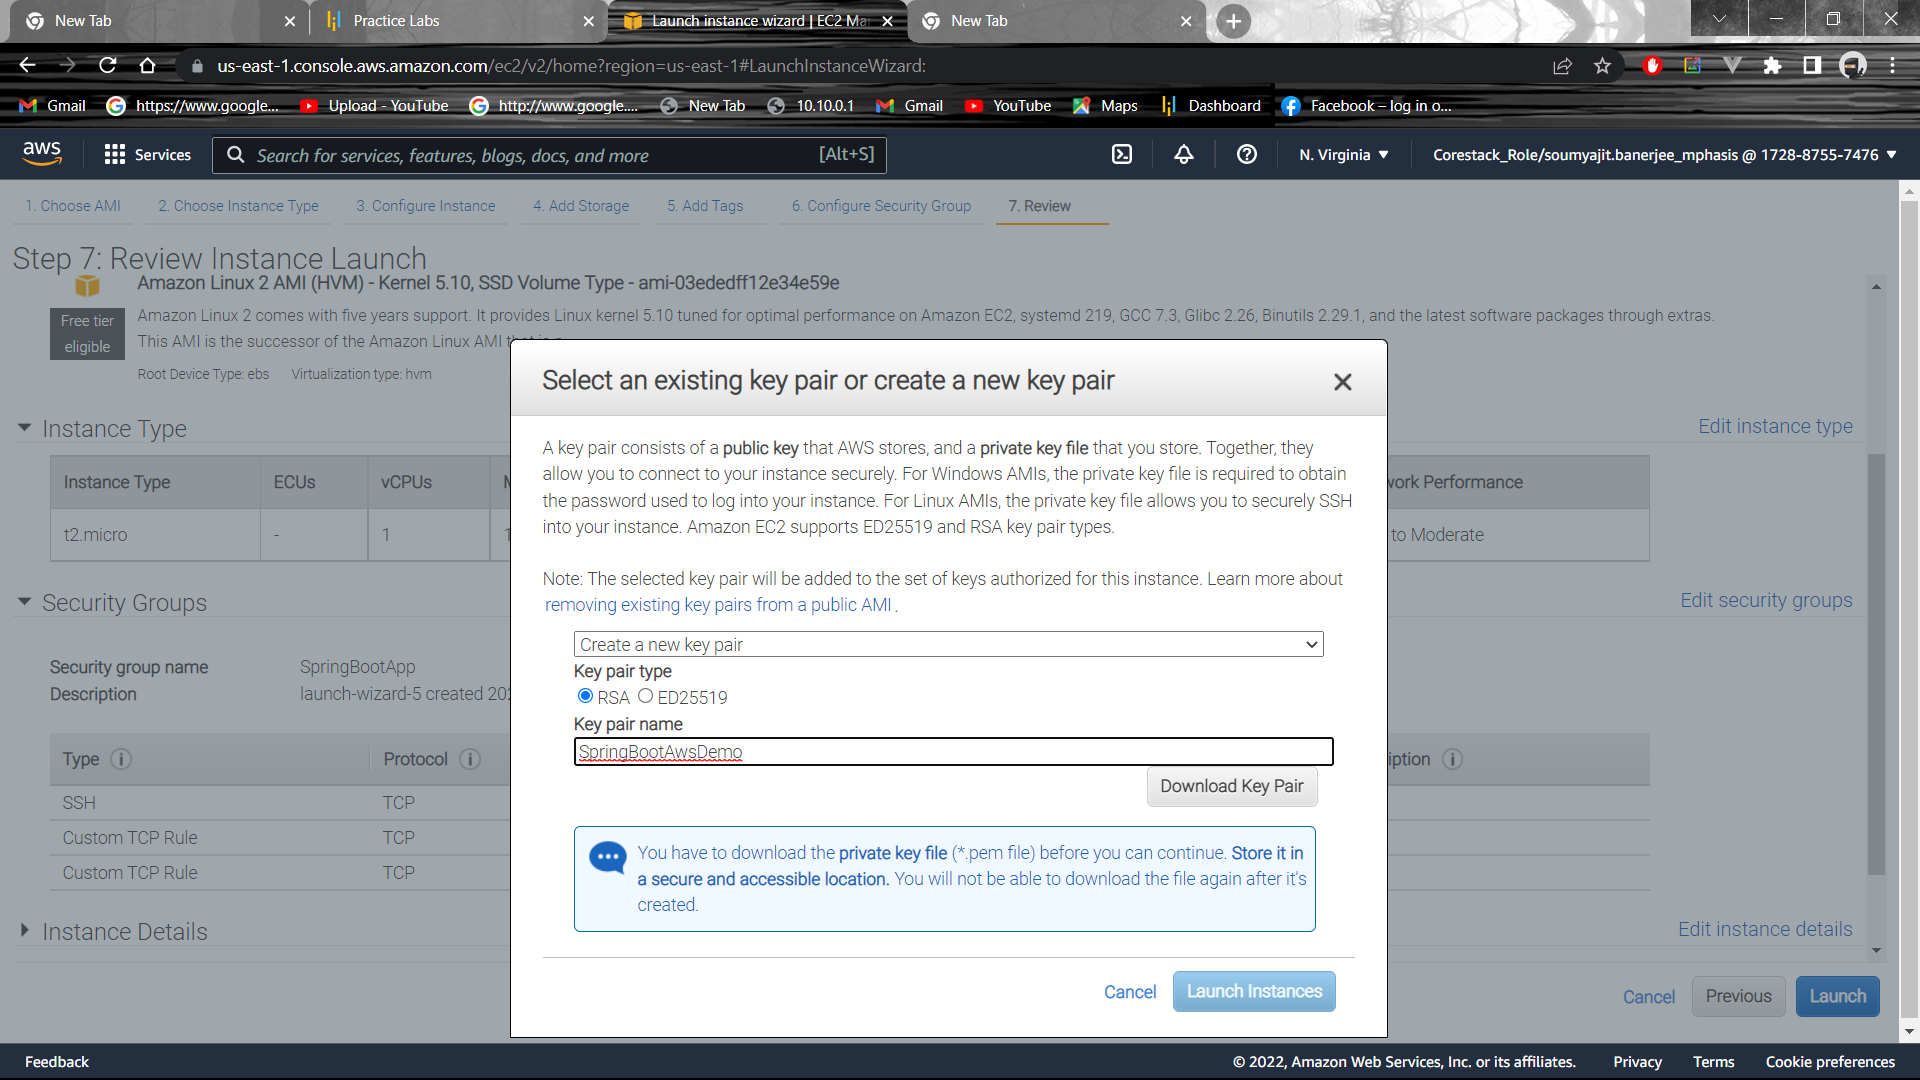 New Tab
Practice Labs
Launch instance wizard | EC2 Ma
New Tab
us-east-1.console.aws.amazon.com/ec2/v2/home?region=us-east-1#LaunchInstanceWizard:
Gmail
https://www.google...
Upload - YouTube
http://www.google....
New Tab
10.10.0.1
Gmail
YouTube
Maps
Dashboard
Facebook – log in o...
aws
Services
Search for services, features, blogs, docs, and more
[Alt+S]
N. Virginia
Corestack_Role/soumyajit.banerjee_mphasis @ 1728-8755-7476
1. Choose AMI
2. Choose Instance Type
3. Configure Instance
4. Add Storage
5. Add Tags
6. Configure Security Group
7. Review
Step 7: Review Instance Launch
Amazon Linux 2 AMI (HVM) - Kernel 5.10, SSD Volume Type - ami-03ededff12e34e59e
Free tier
eligible
Amazon Linux 2 comes with five years support. It provides Linux kernel 5.10 tuned for optimal performance on Amazon EC2, systemd 219, GCC 7.3, Glibc 2.26, Binutils 2.29.1, and the latest software packages through extras.
This AMI is the successor of the Amazon Linux AMI
Root Device Type: ebs
Virtualization type: hvm
Instance Type
Edit instance type
Instance Type
ECUs
vCPUs
work Performance
t2.micro
-
1
to Moderate
Security Groups
Edit security groups
Security group name
SpringBootApp
Description
launch-wizard-5 created 202
Type
Protocol
iption
SSH
TCP
Custom TCP Rule
TCP
Custom TCP Rule
TCP
Instance Details
Edit instance details
Cancel
Previous
Launch
Select an existing key pair or create a new key pair
A key pair consists of a public key that AWS stores, and a private key file that you store. Together, they
allow you to connect to your instance securely. For Windows AMIs, the private key file is required to obtain
the password used to log into your instance. For Linux AMIs, the private key file allows you to securely SSH
into your instance. Amazon EC2 supports ED25519 and RSA key pair types.
Note: The selected key pair will be added to the set of keys authorized for this instance. Learn more about
removing existing key pairs from a public AMI .
Create a new key pair
Key pair type
RSA
ED25519
Key pair name
SpringBootAwsDemo
Download Key Pair
You have to download the private key file (*.pem file) before you can continue. Store it in
a secure and accessible location. You will not be able to download the file again after it's
created.
Cancel
Launch Instances
Feedback
© 2022, Amazon Web Services, Inc. or its affiliates.
Privacy
Terms
Cookie preferences